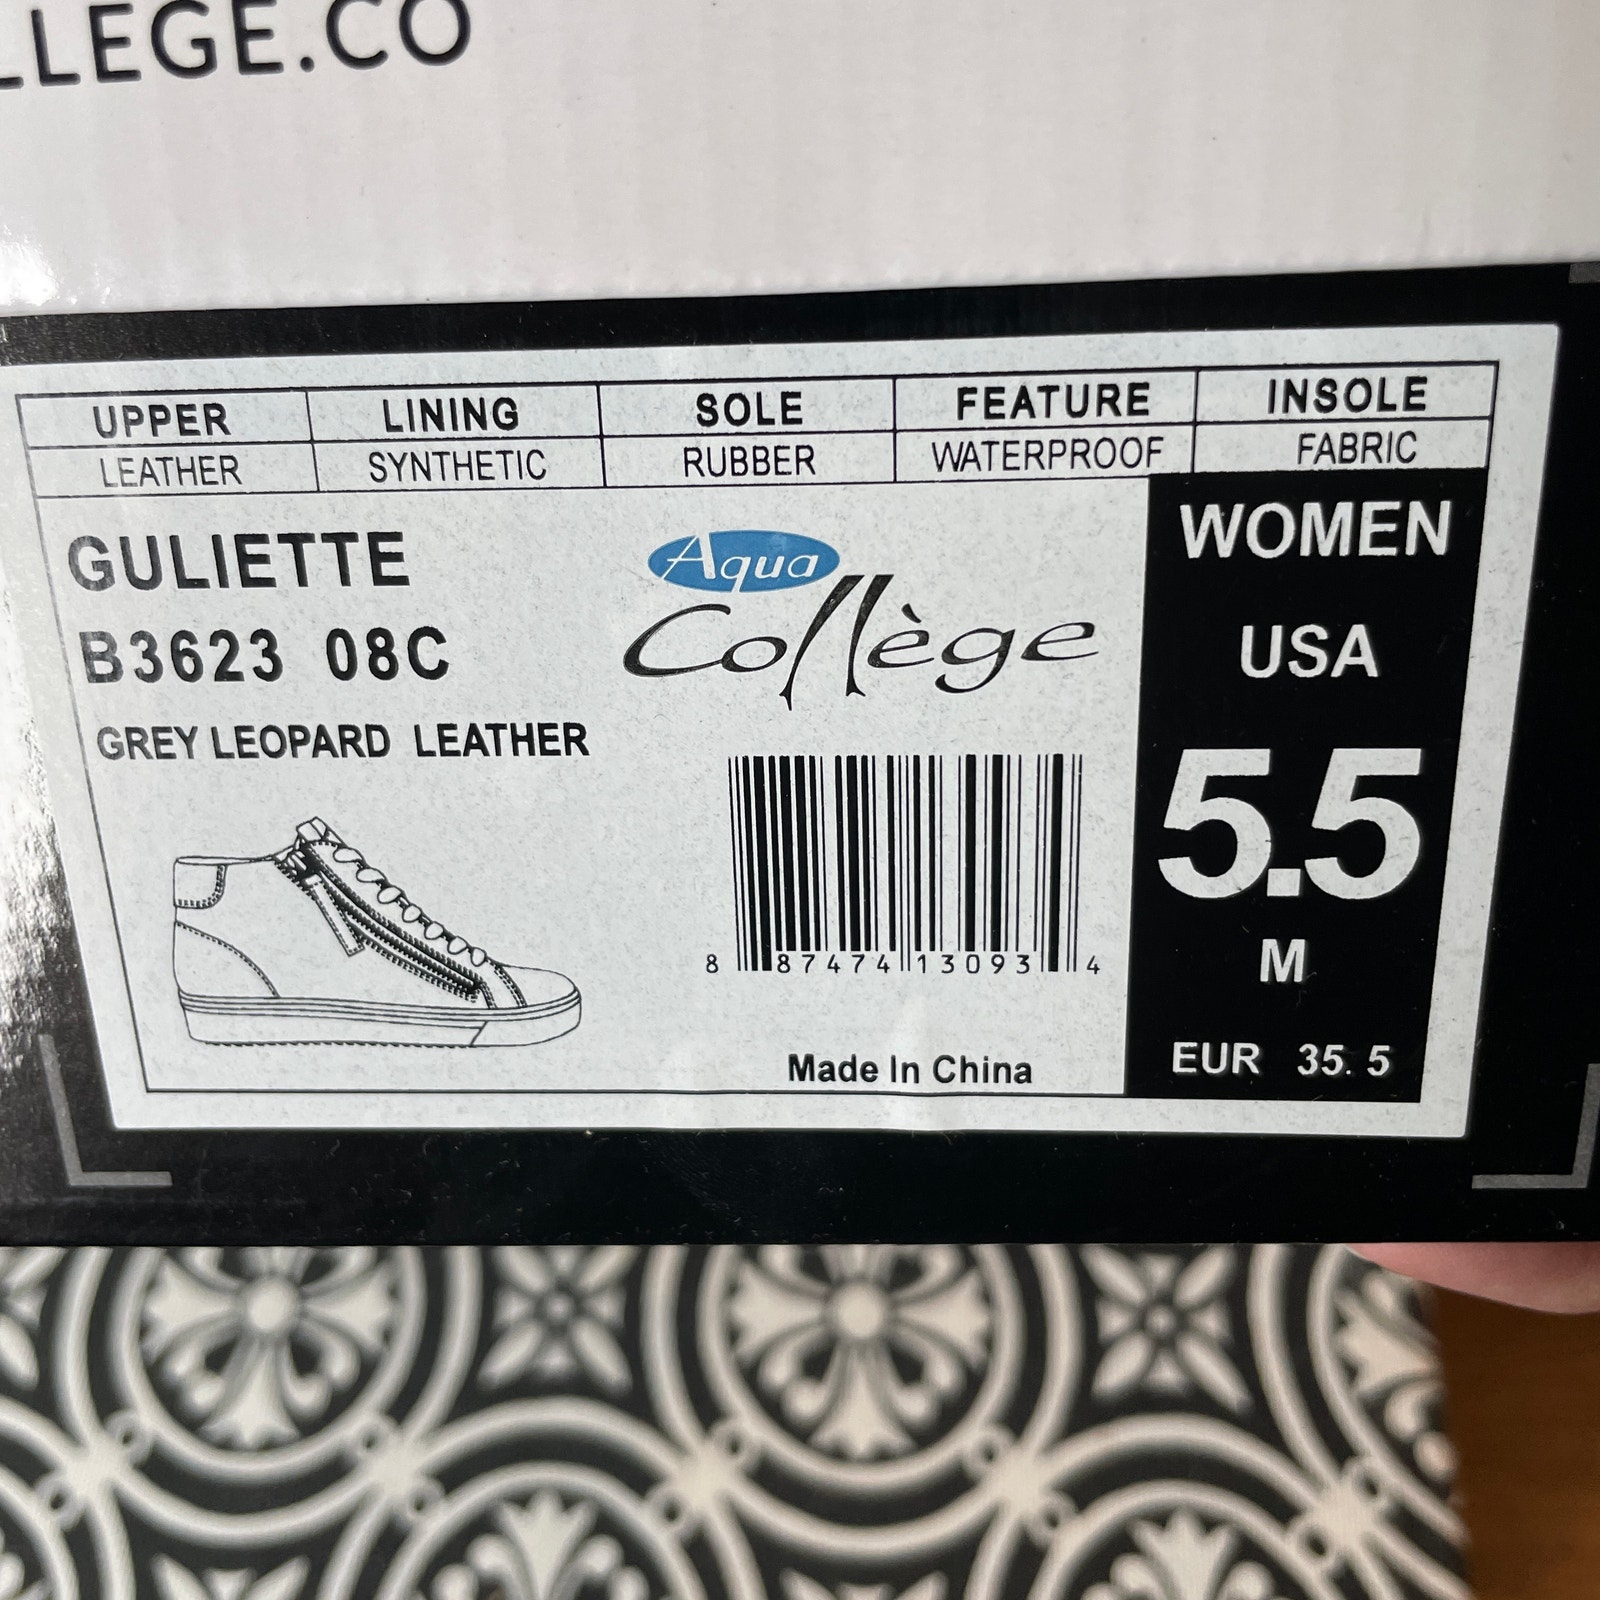 LLEGE.CO
UPPER LINING SOLE FEATURE INSOLE
LEATHER SYNTHETIC RUBBER WATERPROOF FABRIC
GULIETTE
B3623 08C
GREY LEOPARD LEATHER
Aqua
Collège
8 87474 13093 4
Made In China
WOMEN
USA
5.5
M
EUR 35.5